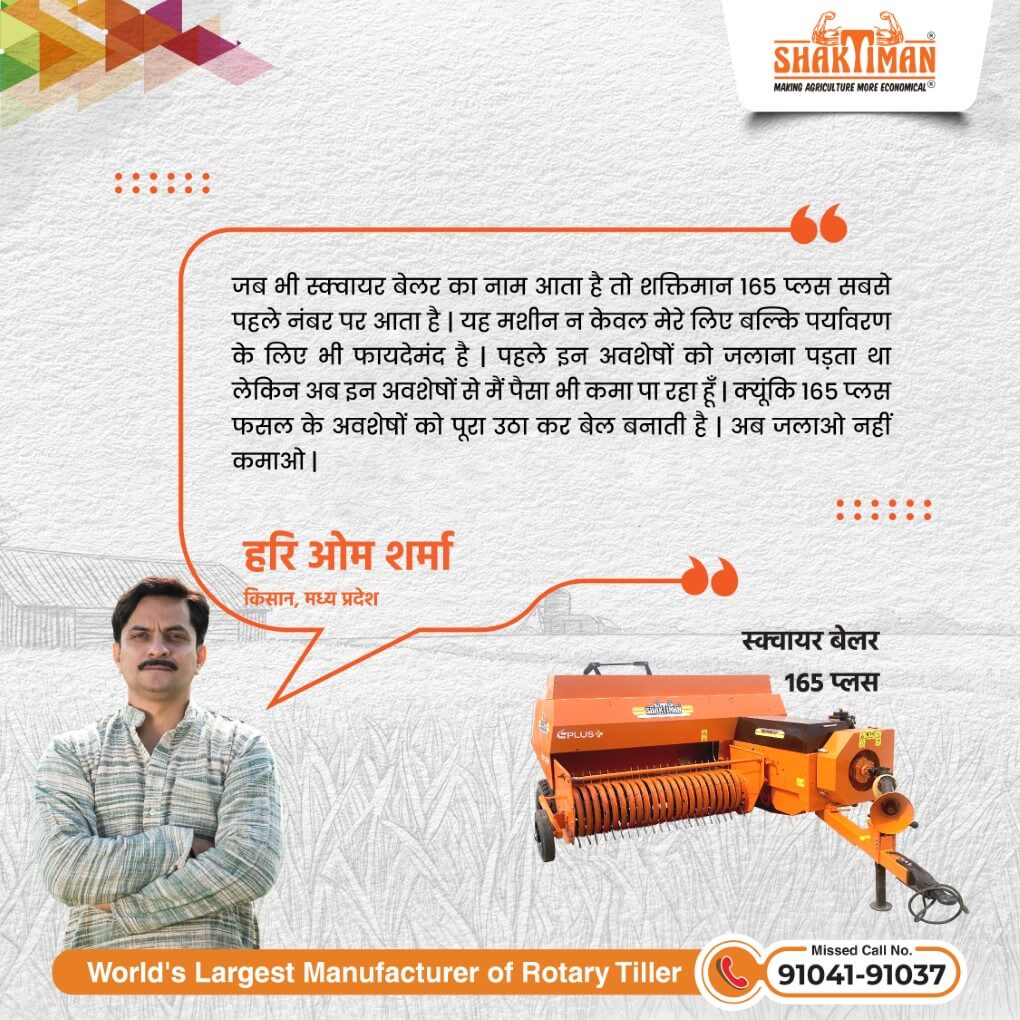 SHAKTIMAN®
MAKING AGRICULTURE MORE ECONOMICAL®
जब भी स्क्वायर बेलर का नाम आता है तो शक्तिमान 165 प्लस सबसे
पहले नंबर पर आता है | यह मशीन न केवल मेरे लिए बल्कि पर्यावरण
के लिए भी फायदेमंद है | पहले इन अवशेषों को जलाना पड़ता था
लेकिन अब इन अवशेषों से मैं पैसा भी कमा पा रहा हूँ | क्यूंकि 165 प्लस
फसल के अवशेषों को पूरा उठा कर बेल बनाती है | अब जलाओ नहीं
कमाओ |
हरि ओम शर्मा
किसान, मध्य प्रदेश
स्क्वायर बेलर
165 प्लस
SHAKTIMAN
PLUS+
World's Largest Manufacturer of Rotary Tiller
Missed Call No.
91041-91037